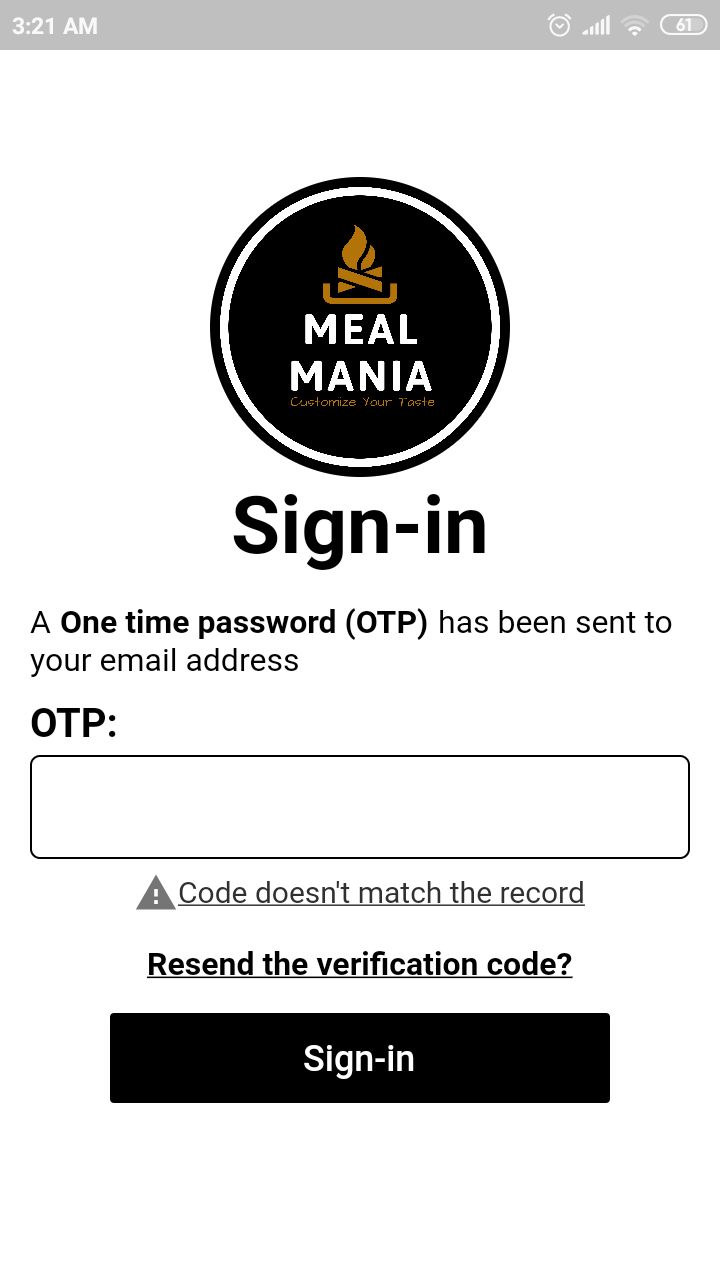 3:21 AM
61
MEAL
MANIA
Customize Your Taste
Sign-in
A One time password (OTP) has been sent to
your email address
OTP:
Code doesn't match the record
Resend the verification code?
Sign-in